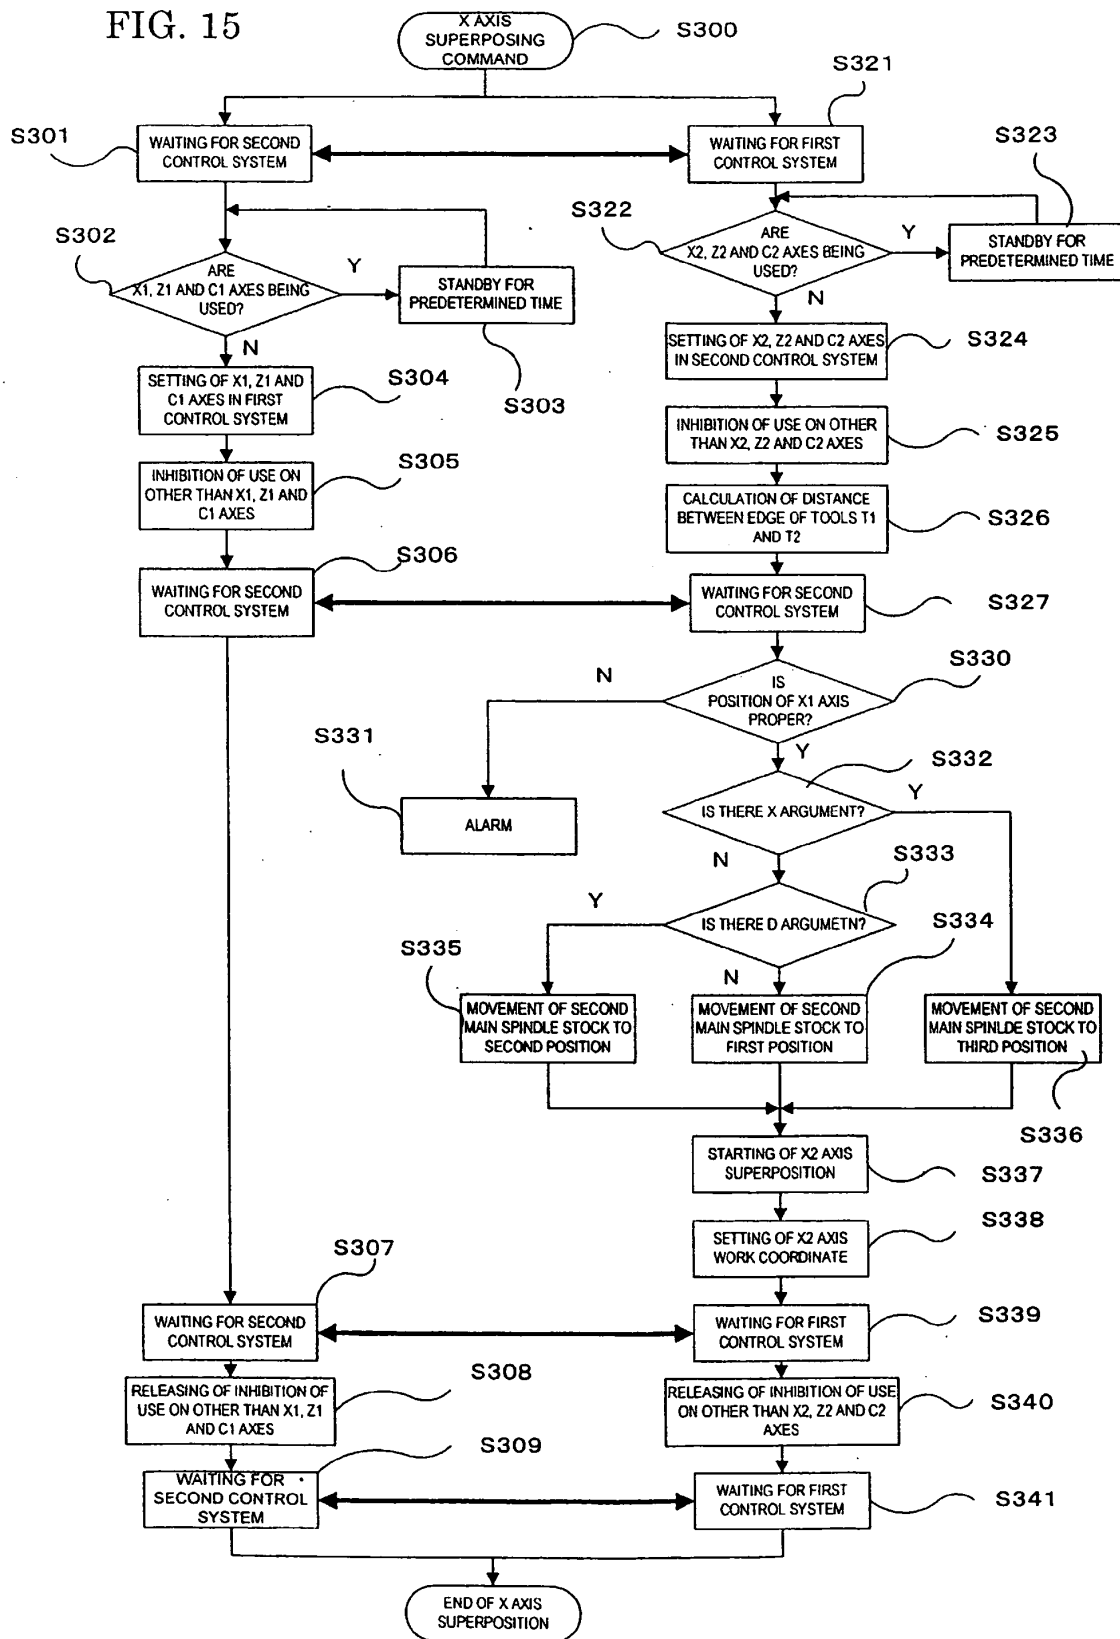 FIG. 15
X AXIS
SUPERPOSING
COMMAND
S300
S321
S301
WAITING FOR SECOND
CONTROL SYSTEM
WAITING FOR FIRST
CONTROL SYSTEM
S323
S302
S322
ARE
X1, Z1 AND C1 AXES BEING
USED?
Y
STANDBY FOR
PREDETERMINED TIME
ARE
X2, Z2 AND C2 AXES BEING
USED?
Y
STANDBY FOR
PREDETERMINED TIME
N
N
S303
SETTING OF X1, Z1 AND
C1 AXES IN FIRST
CONTROL SYSTEM
S304
SETTING OF X2, Z2 AND C2 AXES
IN SECOND CONTROL SYSTEM
S324
INHIBITION OF USE ON
OTHER THAN X1, Z1 AND
C1 AXES
S305
INHIBITION OF USE ON OTHER
THAN X2, Z2 AND C2 AXES
S325
CALCULATION OF DISTANCE
BETWEEN EDGE OF TOOLS T1
AND T2
S326
S306
WAITING FOR SECOND
CONTROL SYSTEM
WAITING FOR SECOND
CONTROL SYSTEM
S327
N
IS
POSITION OF X1 AXIS
PROPER?
S330
Y
S331
ALARM
S332
IS THERE X ARGUMENT?
Y
N
S333
Y
IS THERE D ARGUMETN?
S334
S335
N
MOVEMENT OF SECOND
MAIN SPINDLE STOCK TO
SECOND POSITION
MOVEMENT OF SECOND
MAIN SPINDLE STOCK TO
FIRST POSITION
MOVEMENT OF SECOND
MAIN SPINLDE STOCK TO
THIRD POSITION
S336
STARTING OF X2 AXIS
SUPERPOSITION
S337
SETTING OF X2 AXIS
WORK COORDINATE
S338
S307
WAITING FOR SECOND
CONTROL SYSTEM
WAITING FOR FIRST
CONTROL SYSTEM
S339
RELEASING OF INHIBITION OF
USE ON OTHER THAN X1, Z1
AND C1 AXES
S308
RELEASING OF INHIBITION OF USE
ON OTHER THAN X2, Z2 AND C2
AXES
S340
S309
WAITING FOR
SECOND CONTROL
SYSTEM
WAITING FOR FIRST
CONTROL SYSTEM
S341
END OF X AXIS
SUPERPOSITION